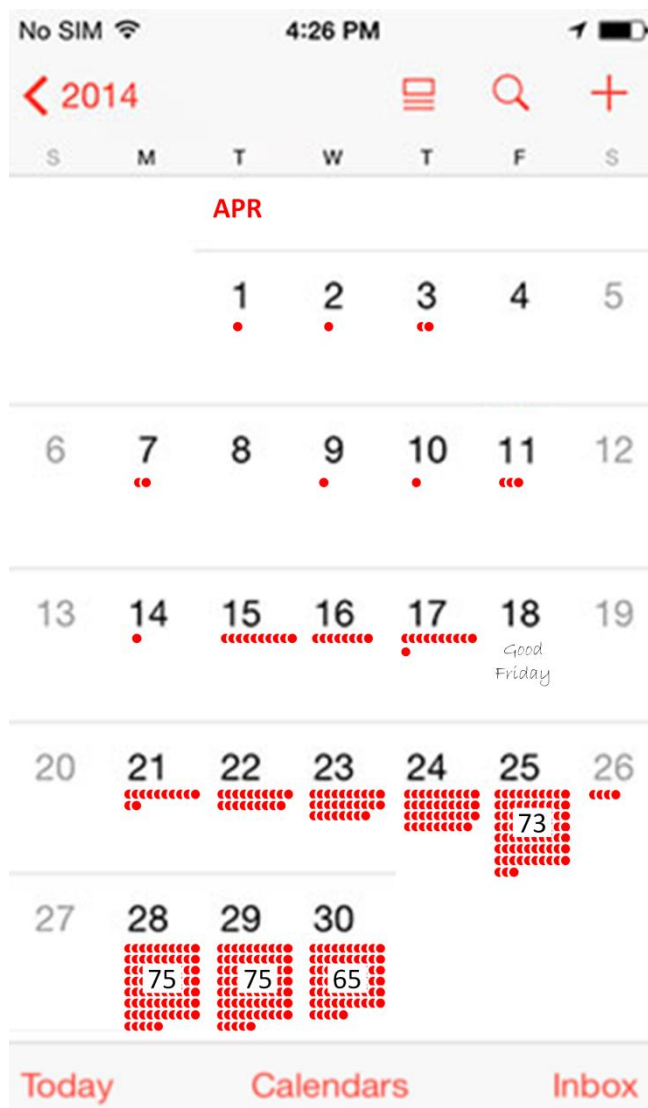 No SIM 4:26 PM
2014
S M T W T F S
APR
1 2 3 4 5
6 7 8 9 10 11 12
13 14 15 16 17 18 19
Good
Friday
20 21 22 23 24 25 26
73
27 28 29 30
75 75 65
Today Calendars Inbox